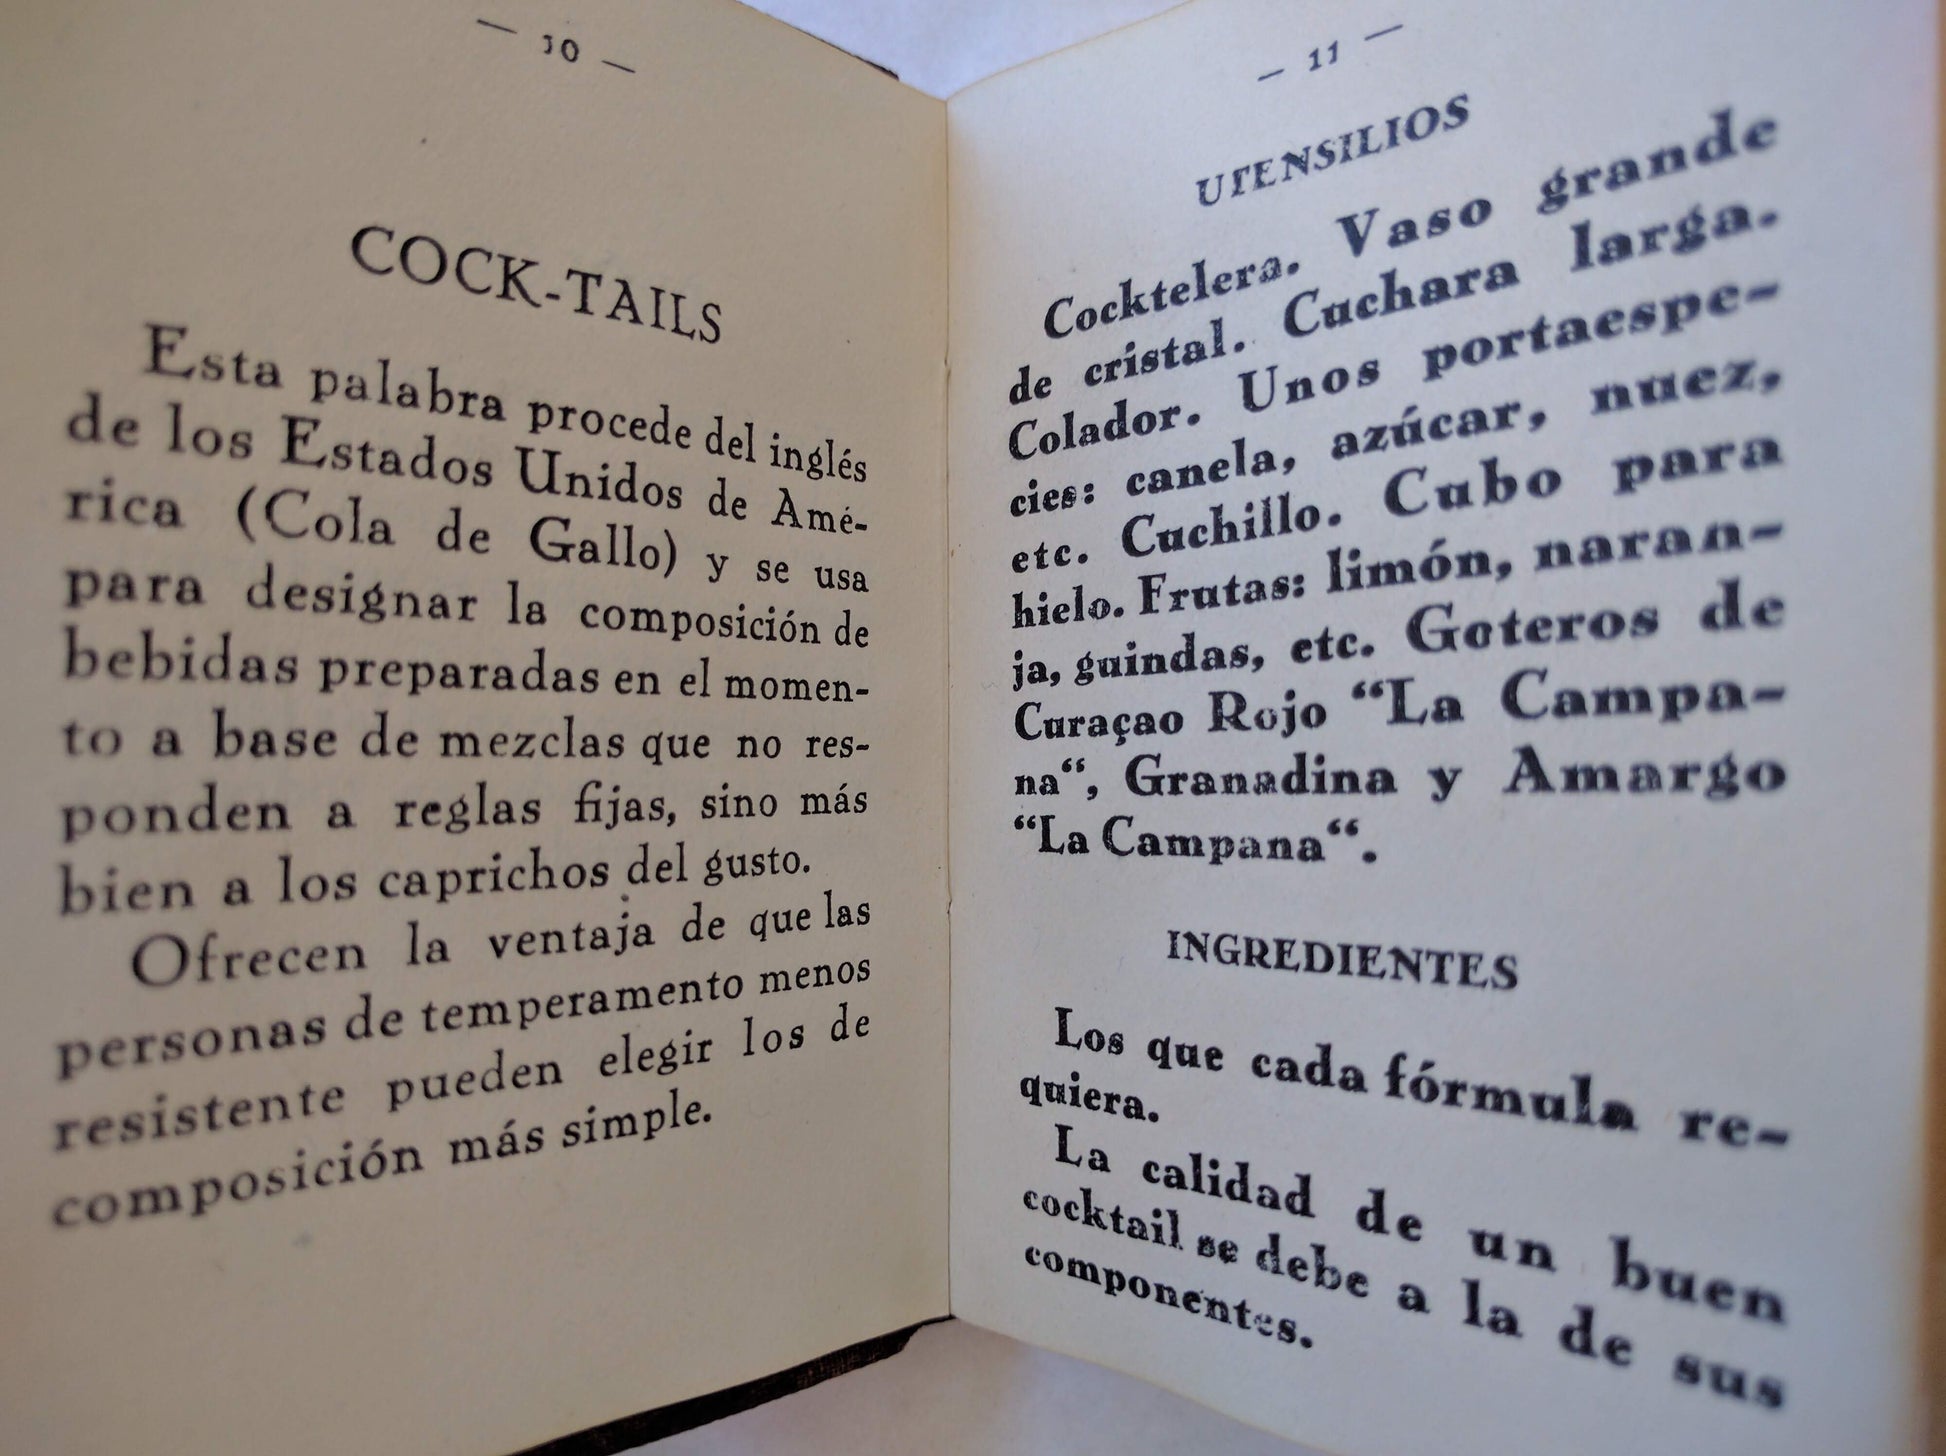 — 10 —
COCK-TAILS
Esta palabra procede del inglés
de los Estados Unidos de Amé-
rica (Cola de Gallo) y se usa
para designar la composición de
bebidas preparadas en el momen-
to a base de mezclas que no res-
ponden a reglas fijas, sino más
bien a los caprichos del gusto.
Ofrecen la ventaja de que las
personas de temperamento menos
resistente pueden elegir los de
composición más simple.
— 11 —
UTENSILIOS
Cocktelera. Vaso grande
de cristal. Cuchara larga.
Colador. Unos portaespe-
cies: canela, azúcar, nuez,
etc. Cuchillo. Cubo para
hielo. Frutas: limón, naran-
ja, guindas, etc. Goteros de
Curaçao Rojo “La Campa-
na“, Granadina y Amargo
“La Campana“.
INGREDIENTES
Los que cada fórmula re-
quiera.
La calidad de un buen
cocktail se debe a la de sus
componentes.